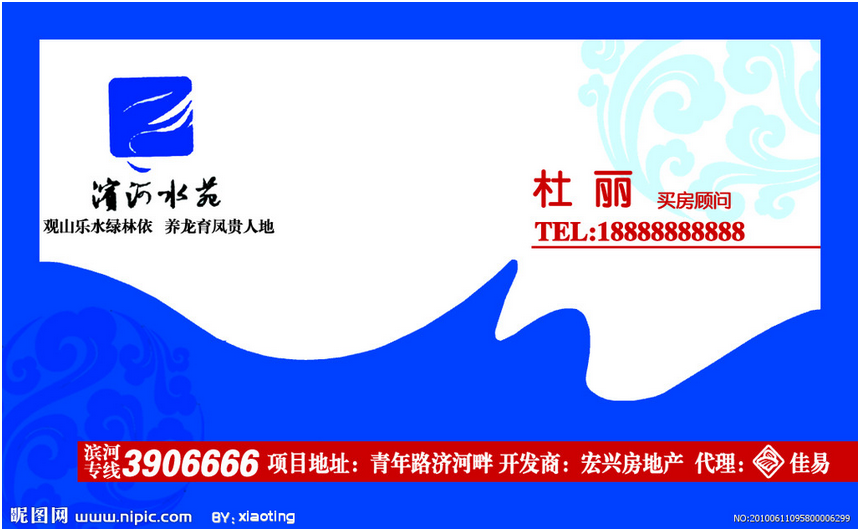 濱河水苑
观山乐水绿林依 养龙育凤贵人地
杜 丽 买房顾问
TEL:18888888888
滨河专线 3906666 项目地址：青年路济河畔 开发商：宏兴房地产 代理： 佳易
昵图网 www.nipic.com BY：xiaoting NO:20100611095800006299